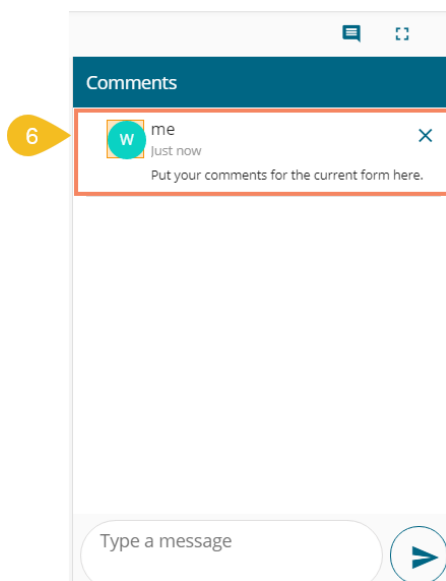 Comments
6
W
me
Just now
Put your comments for the current form here.
Type a message